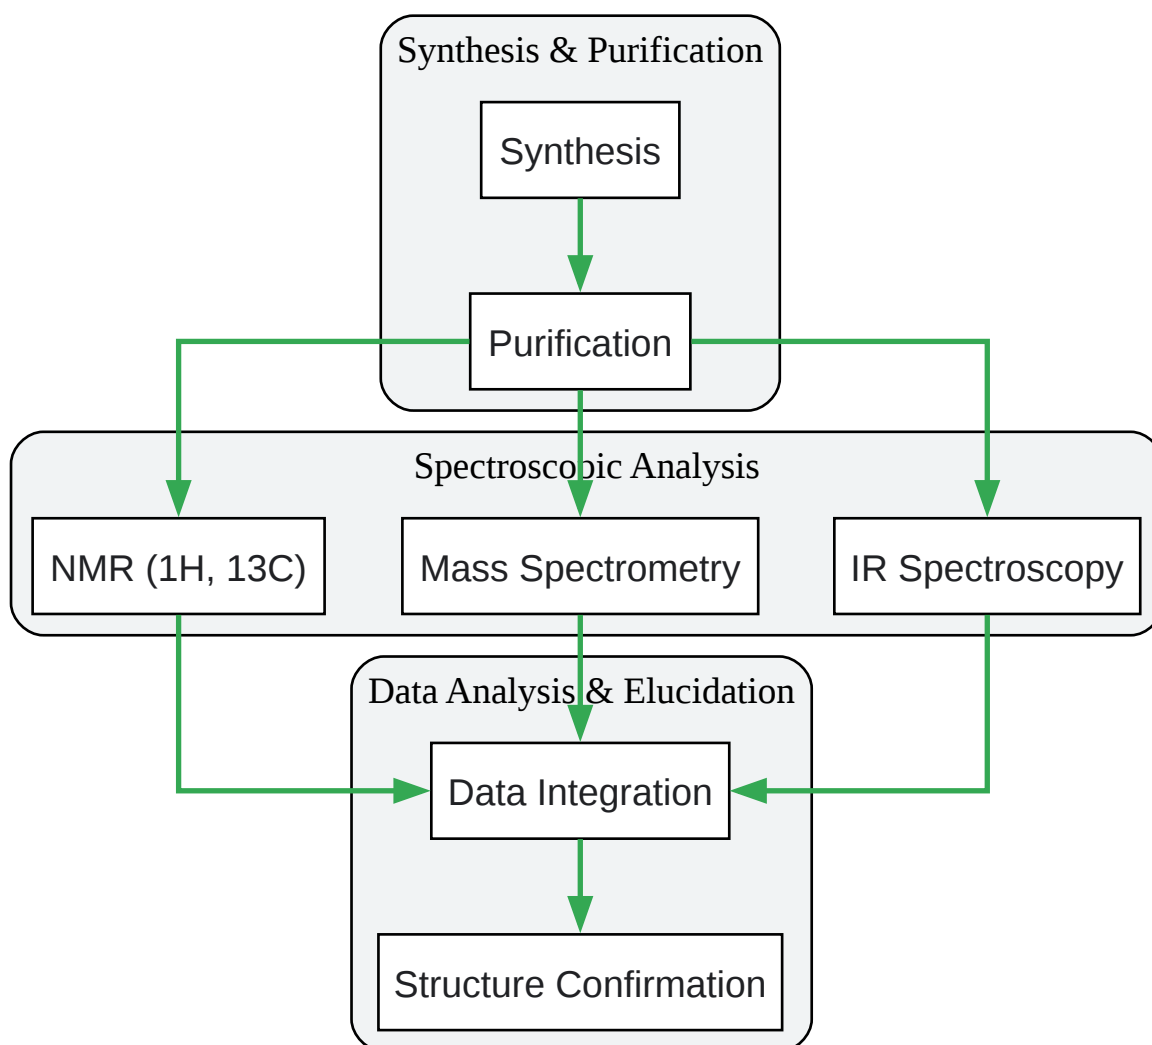 Synthesis & Purification
Synthesis
Purification
Spectroscopic Analysis
NMR (1H, 13C)
Mass Spectrometry
IR Spectroscopy
Data Analysis & Elucidation
Data Integration
Structure Confirmation